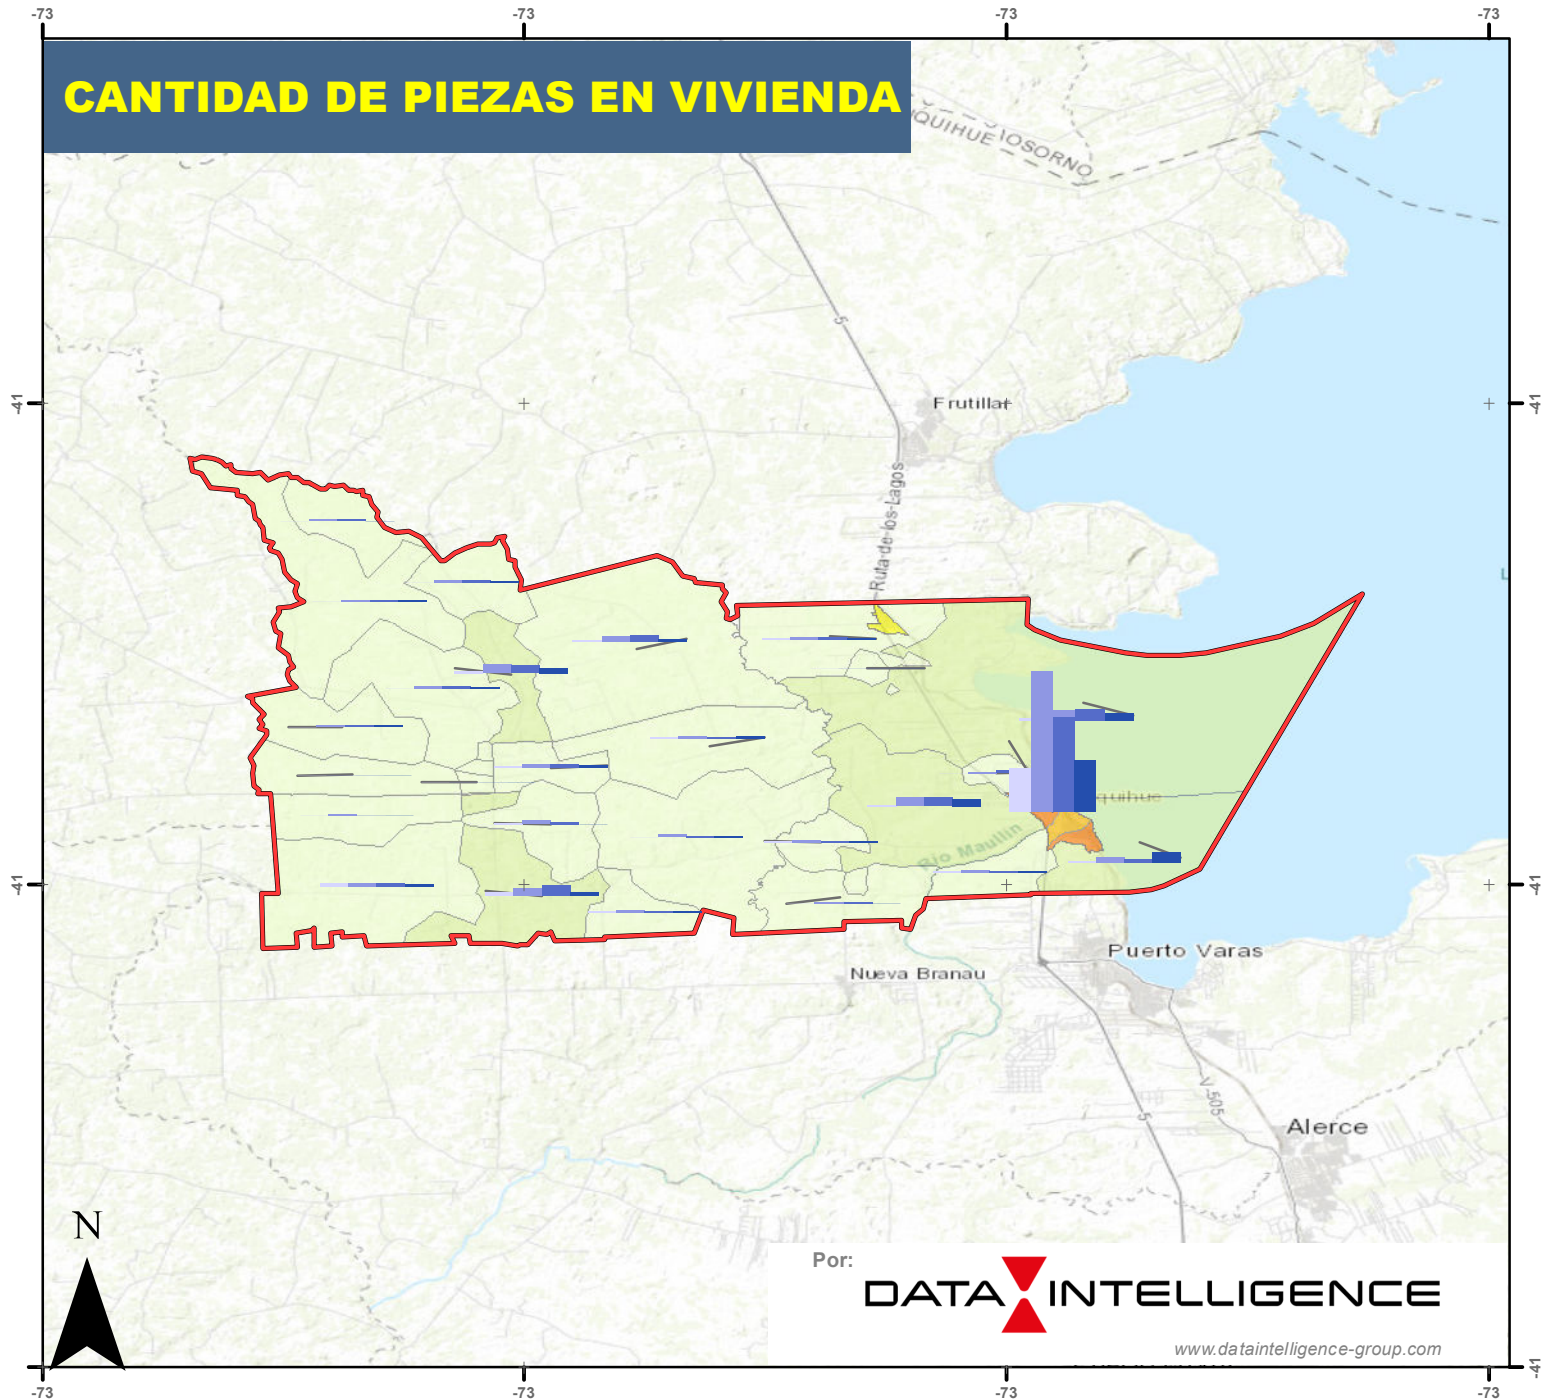 -73 -73 -73 -73
CANTIDAD DE PIEZAS EN VIVIENDA
OSORNO
-41 -41
Frutillar
Ruta-de-los-Lagos
5
quihue
Río Maullín
-41 -41
Puerto Varas
Nueva Branau
V-505
5
Alerce
N
Por:
DATA INTELLIGENCE
www.dataintelligence-group.com
-41 -41
-73 -73 -73 -73